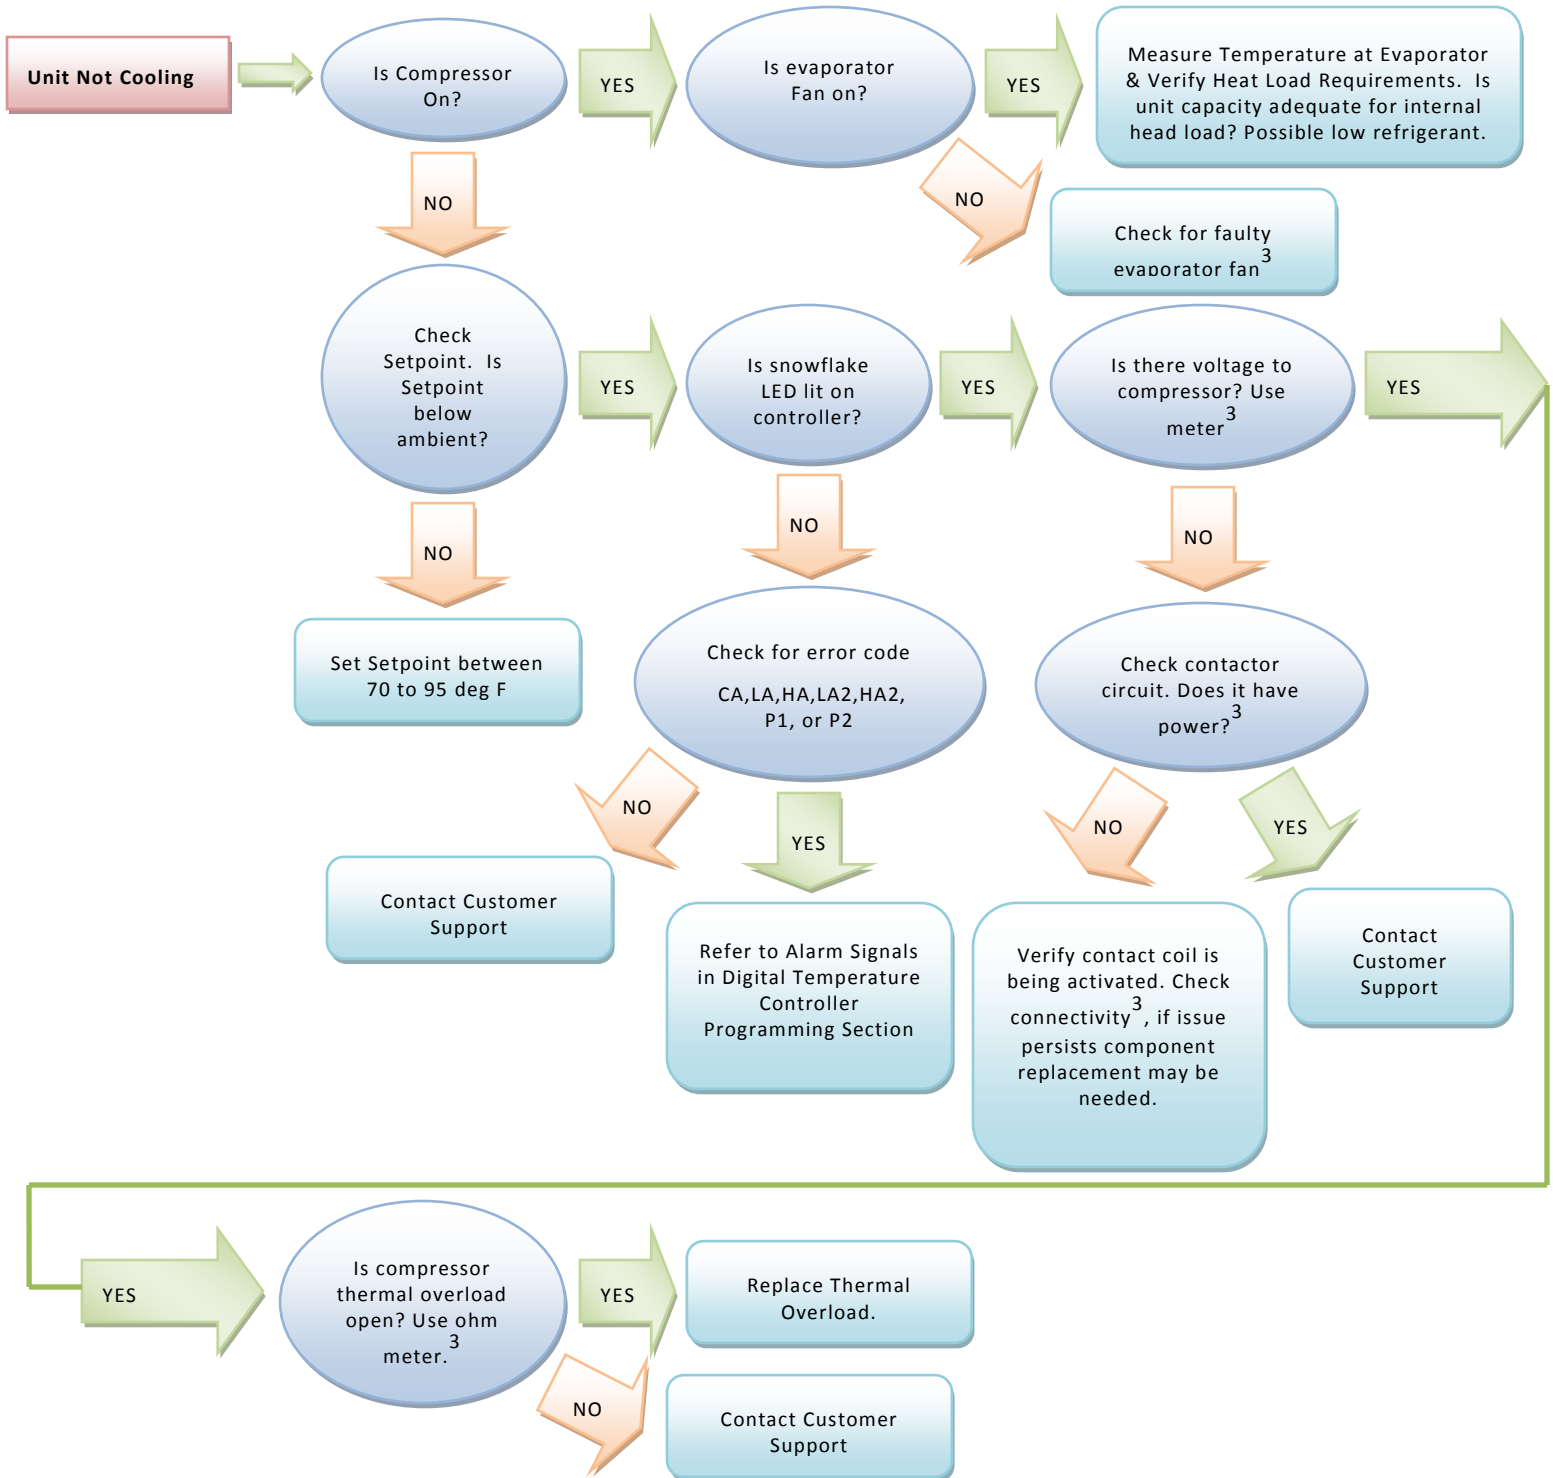 Unit Not Cooling
Is Compressor
On?
YES
Is evaporator
Fan on?
YES
Measure Temperature at Evaporator
& Verify Heat Load Requirements.  Is
unit capacity adequate for internal
head load? Possible low refrigerant.
NO
NO
Check for faulty
evaporator fan3
Check
Setpoint.  Is
Setpoint
below
ambient?
YES
Is snowflake
LED lit on
controller?
YES
Is there voltage to
compressor? Use
meter3
YES
NO
NO
NO
Set Setpoint between
70 to 95 deg F
Check for error code
CA,LA,HA,LA2,HA2,
P1, or P2
Check contactor
circuit. Does it have
power?3
NO
YES
NO
YES
Contact Customer
Support
Refer to Alarm Signals
in Digital Temperature
Controller
Programming Section
Verify contact coil is
being activated. Check
connectivity3, if issue
persists component
replacement may be
needed.
Contact
Customer
Support
YES
Is compressor
thermal overload
open? Use ohm
meter.3
YES
Replace Thermal
Overload.
NO
Contact Customer
Support